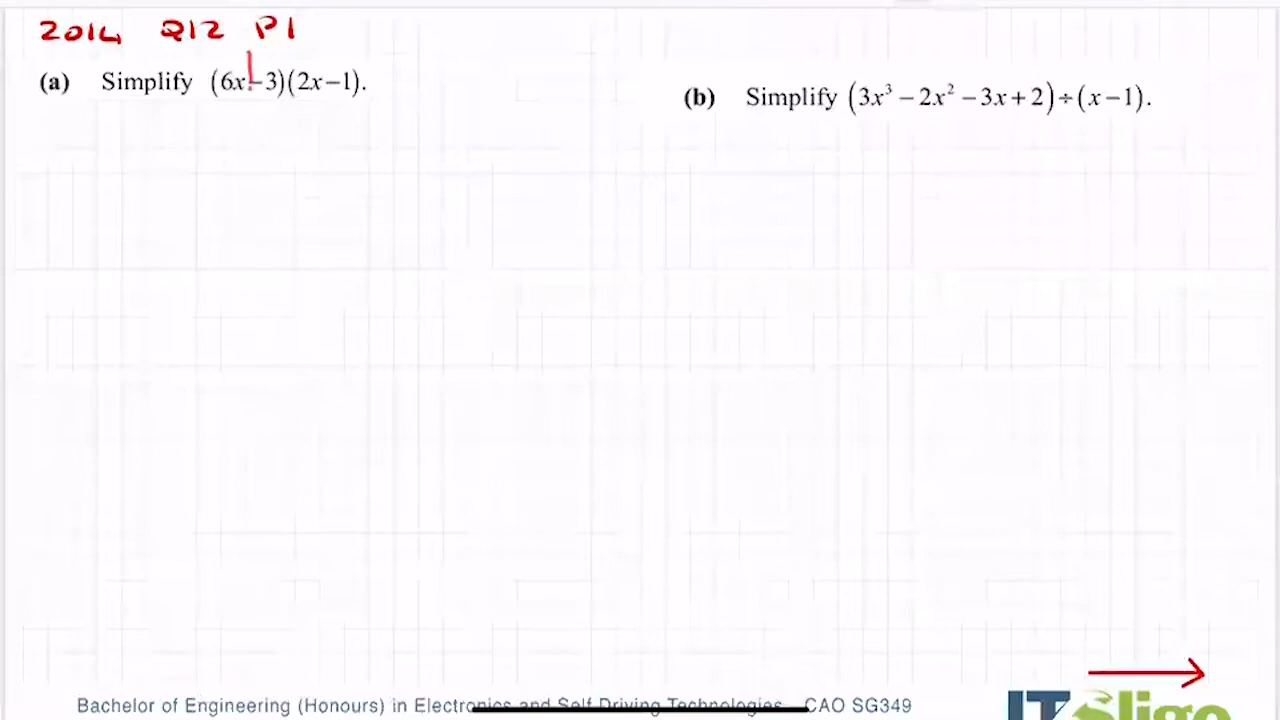 2014 Q12 P1
(a) Simplify (6x−3)(2x−1).
(b) Simplify (3x³ − 2x² − 3x + 2) ÷ (x − 1).
Bachelor of Engineering (Honours) in Electronics and Self Driving Technologies CAO SG349
IT Sligo